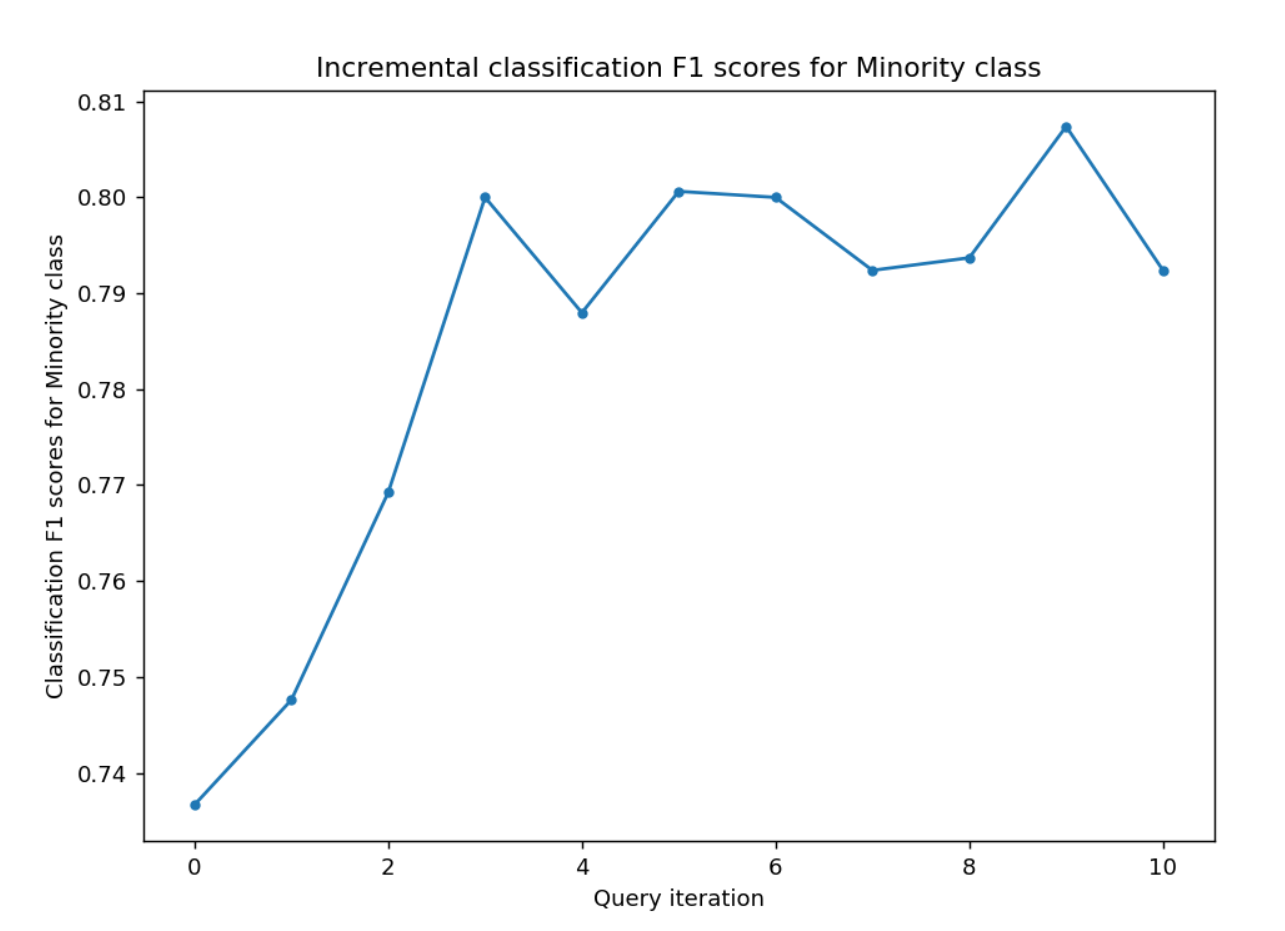 Incremental classification F1 scores for Minority class
0.81
0.80
0.79
0.78
0.77
0.76
0.75
0.74
Classification F1 scores for Minority class
0 2 4 6 8 10
Query iteration